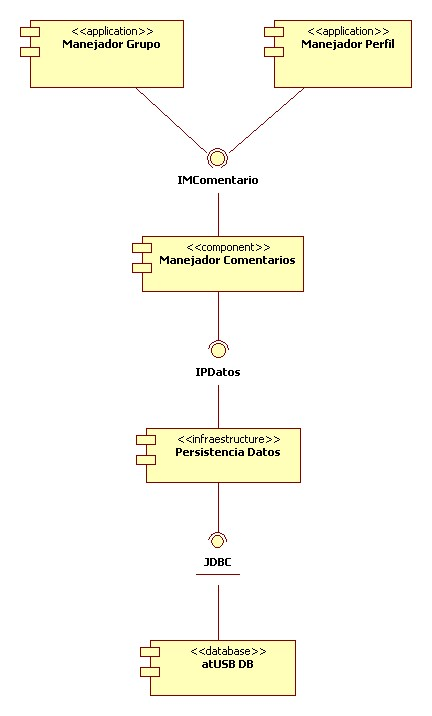 <<application>>
Manejador Grupo
<<application>>
Manejador Perfil
IMComentario
<<component>>
Manejador Comentarios
IPDatos
<<infraestructure>>
Persistencia Datos
JDBC
<<database>>
atUSB DB